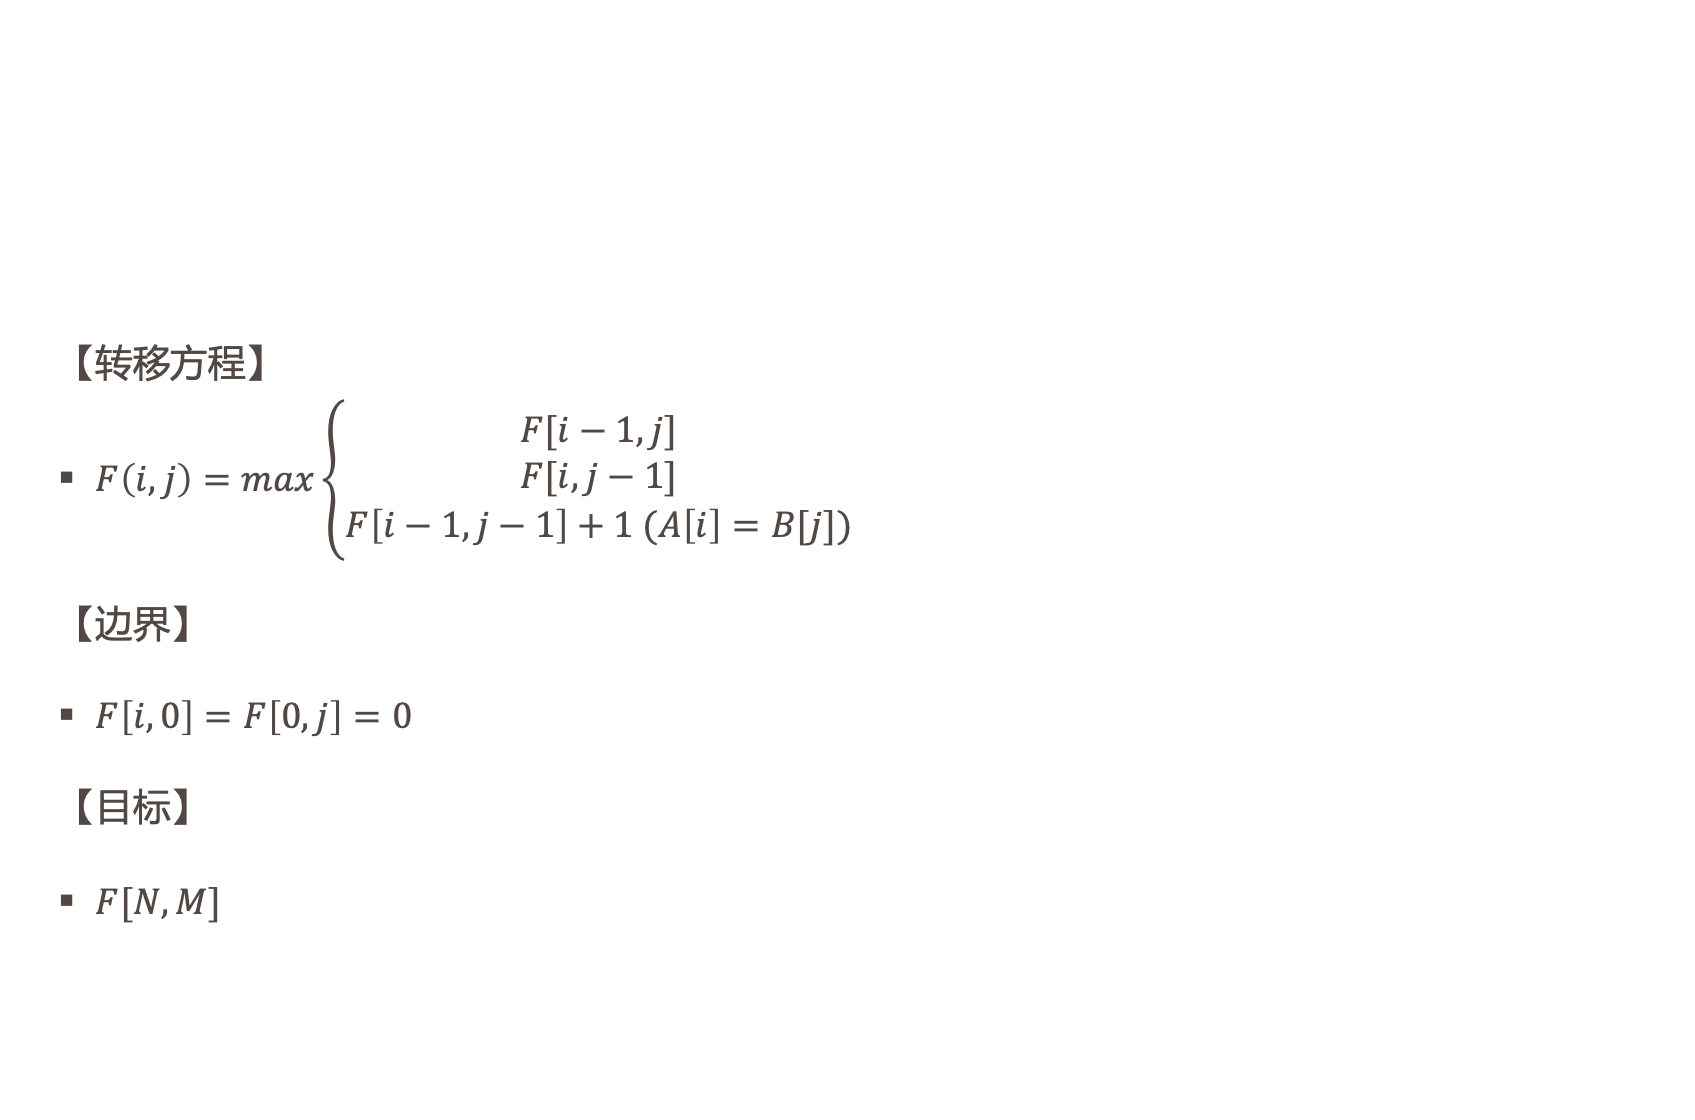 【转移方程】
▪ F(i, j) = max { F[i − 1, j]
F[i, j − 1]
F[i − 1, j − 1] + 1 (A[i] = B[j])
【边界】
▪ F[i, 0] = F[0, j] = 0
【目标】
▪ F[N, M]